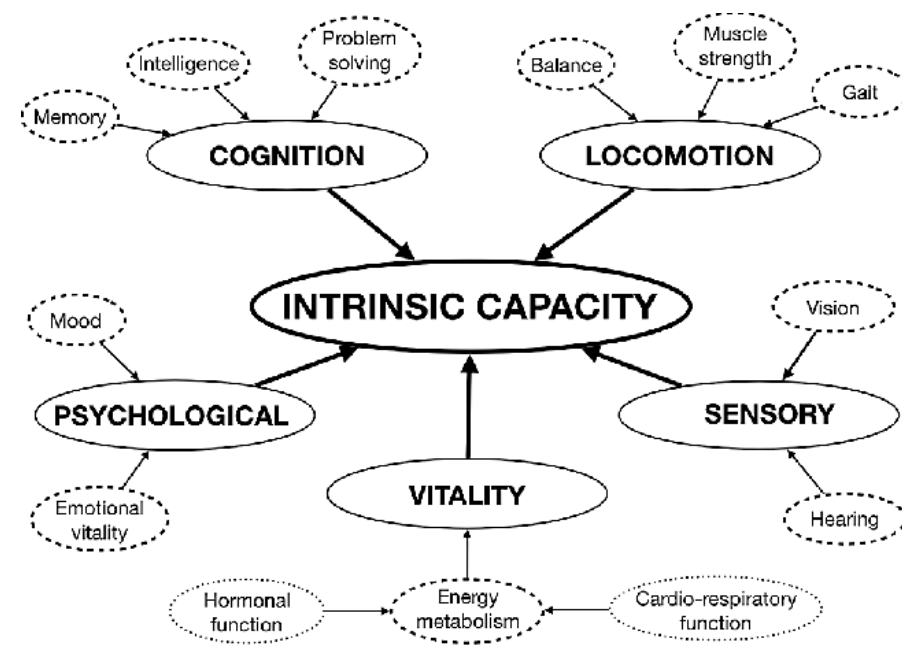 Problem
solving
Intelligence
Memory
COGNITION
Muscle
strength
Balance
Gait
LOCOMOTION
INTRINSIC CAPACITY
Mood
PSYCHOLOGICAL
Emotional
vitality
Vision
SENSORY
Hearing
VITALITY
Hormonal
function
Energy
metabolism
Cardio-respiratory
function